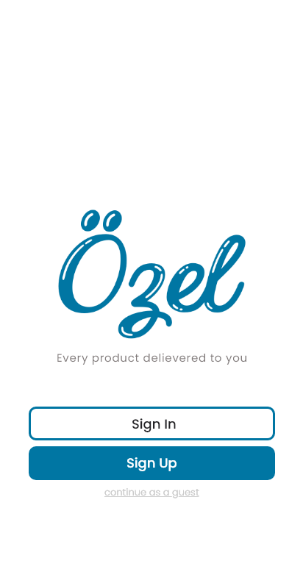 Özel
Every product delievered to you
Sign In
Sign Up
continue as a guest